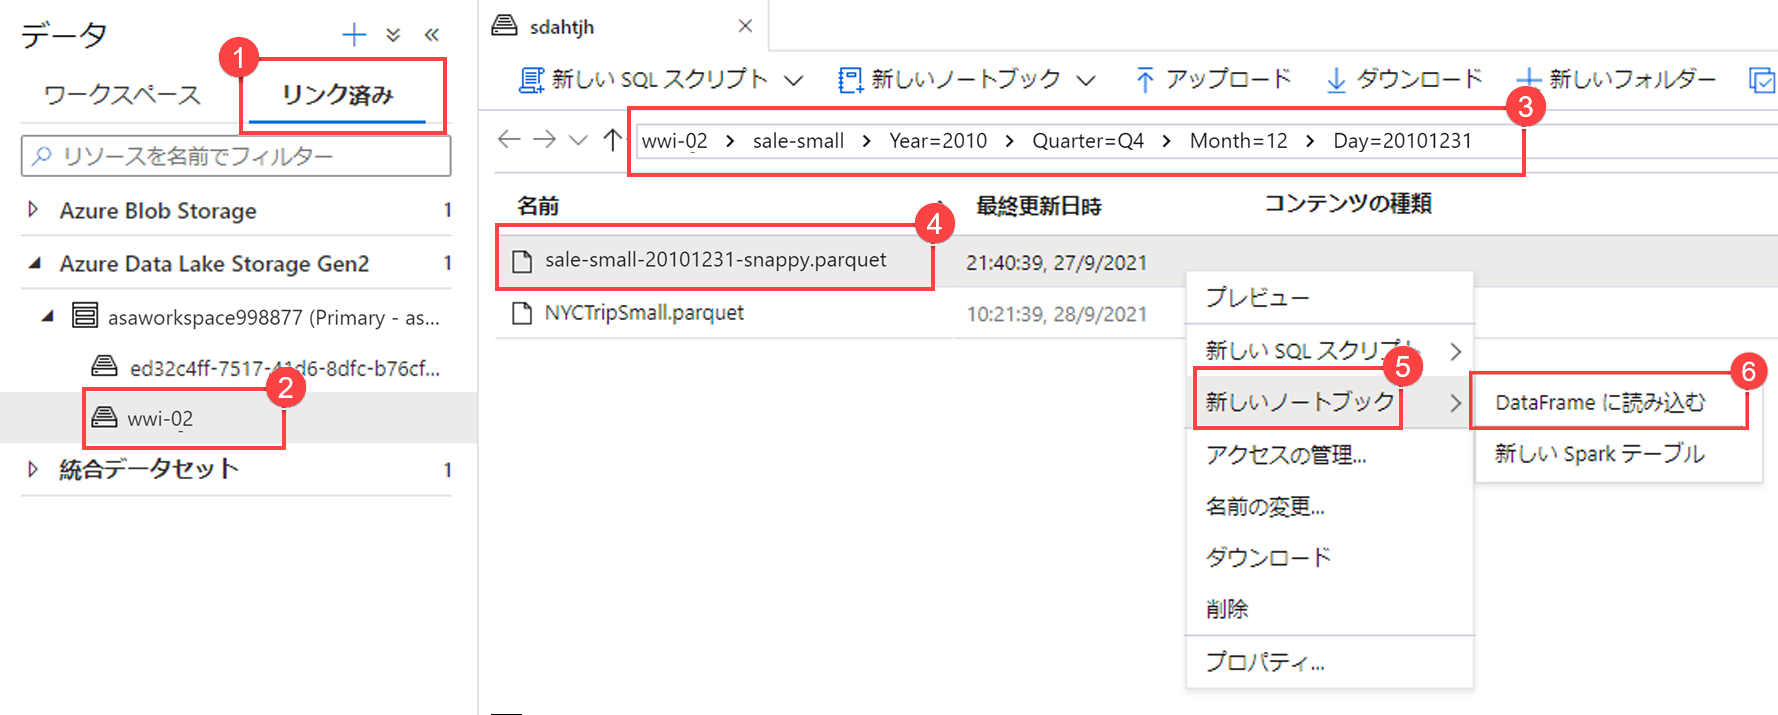 データ
1
ワークスペース リンク済み
リソースを名前でフィルター
Azure Blob Storage 1
Azure Data Lake Storage Gen2 1
asaworkspace998877 (Primary - as...
ed32c4ff-7517-41d6-8dfc-b76cf...
2
wwi-02
統合データセット 1
sdahtjh
新しい SQL スクリプト 新しいノートブック アップロード ダウンロード 新しいフォルダー
3
wwi-02 > sale-small > Year=2010 > Quarter=Q4 > Month=12 > Day=20101231
名前 最終更新日時 コンテンツの種類
4
sale-small-20101231-snappy.parquet 21:40:39, 27/9/2021
NYCTripSmall.parquet 10:21:39, 28/9/2021
プレビュー
新しい SQL スクリプト
5
新しいノートブック
6
DataFrame に読み込む
新しい Spark テーブル
アクセスの管理...
名前の変更...
ダウンロード
削除
プロパティ...